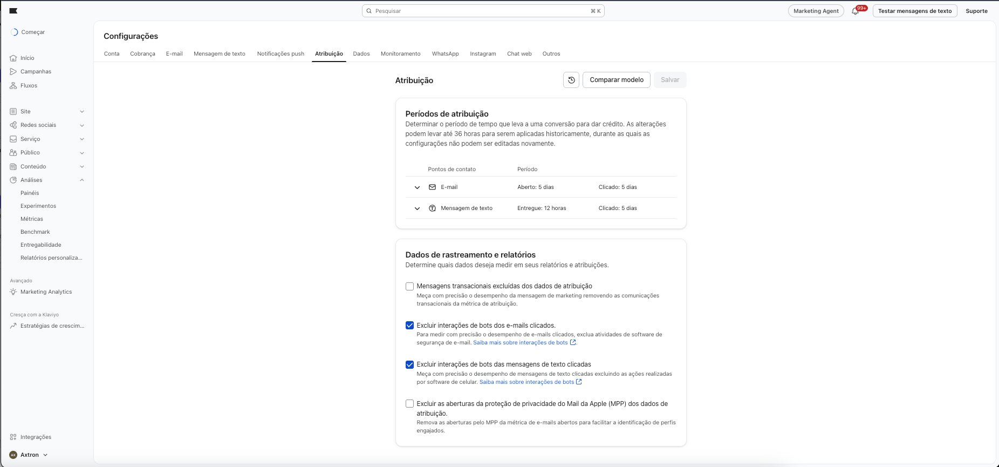 Pesquisar
⌘ K
Marketing Agent
99+
Testar mensagens de texto
Suporte
Começar
Início
Campanhas
Fluxos
Site
Redes sociais
Serviço
Público
Conteúdo
Análises
Painéis
Experimentos
Métricas
Benchmark
Entregabilidade
Relatórios personaliza...
Avançado
Marketing Analytics
Cresça com a Klaviyo
Estratégias de crescim...
Integrações
AX
Axtron
Configurações
Conta
Cobrança
E-mail
Mensagem de texto
Notificações push
Atribuição
Dados
Monitoramento
WhatsApp
Instagram
Chat web
Outros
Atribuição
Comparar modelo
Salvar
Períodos de atribuição
Determinar o período de tempo que leva a uma conversão para dar crédito. As alterações
podem levar até 36 horas para serem aplicadas historicamente, durante as quais as
configurações não podem ser editadas novamente.
Pontos de contato
Período
E-mail
Aberto: 5 dias
Clicado: 5 dias
Mensagem de texto
Entregue: 12 horas
Clicado: 5 dias
Dados de rastreamento e relatórios
Determine quais dados deseja medir em seus relatórios e atribuições.
Mensagens transacionais excluídas dos dados de atribuição
Meça com precisão o desempenho da mensagem de marketing removendo as comunicações
transacionais da métrica de atribuição.
Excluir interações de bots dos e-mails clicados.
Para medir com precisão o desempenho de e-mails clicados, exclua atividades de software de
segurança de e-mail. Saiba mais sobre interações de bots.
Excluir interações de bots das mensagens de texto clicadas
Meça com precisão o desempenho de mensagens de texto clicadas excluindo as ações realizadas
por software de celular. Saiba mais sobre interações de bots
Excluir as aberturas da proteção de privacidade do Mail da Apple (MPP) dos dados de
atribuição.
Remova as aberturas pelo MPP da métrica de e-mails abertos para facilitar a identificação de perfis
engajados.